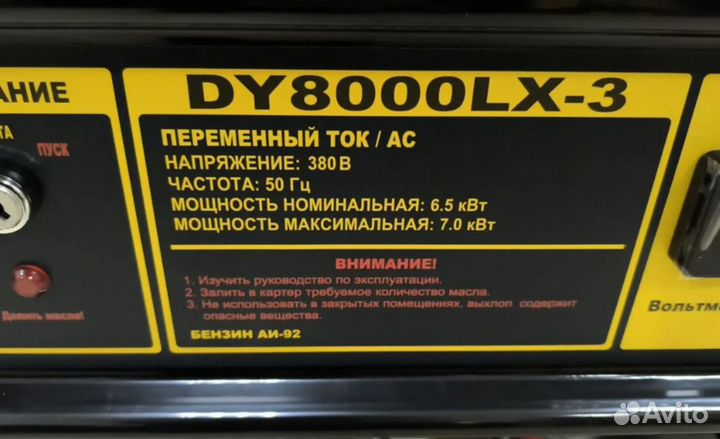 АНИЕ
ТА
ПУСК
Долить масла!
DY8000LX-3
ПЕРЕМЕННЫЙ ТОК / AC
НАПРЯЖЕНИЕ: 380 В
ЧАСТОТА: 50 Гц
МОЩНОСТЬ НОМИНАЛЬНАЯ: 6.5 кВт
МОЩНОСТЬ МАКСИМАЛЬНАЯ: 7.0 кВт
ВНИМАНИЕ!
1. Изучить руководство по эксплуатации.
2. Залить в картер требуемое количество масла.
3. Не использовать в закрытых помещениях, выхлоп содержит
опасные вещества.
БЕНЗИН АИ-92
Вольтм
Avito